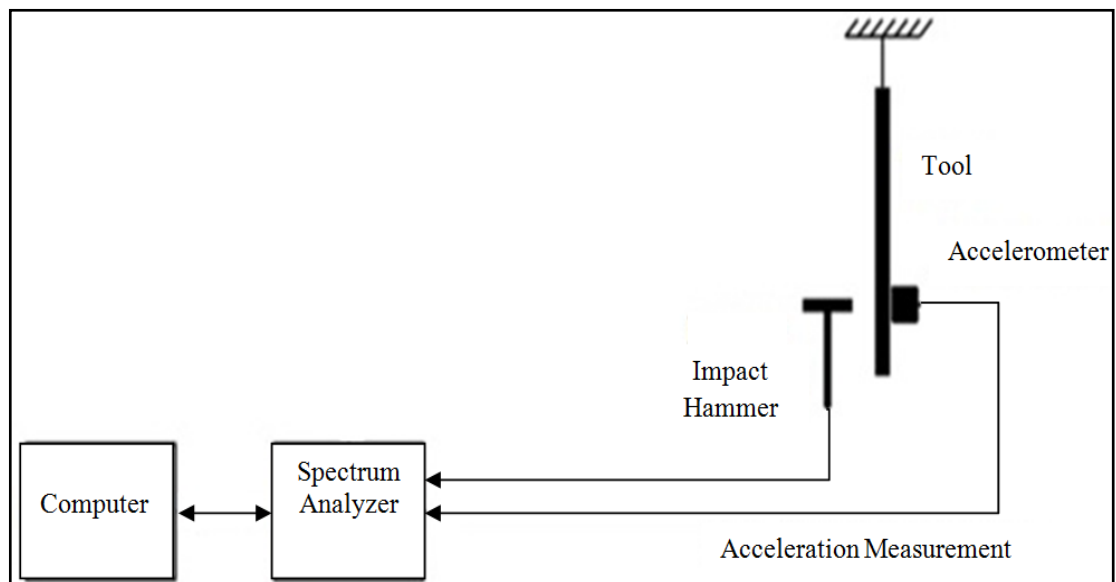 Tool
Accelerometer
Impact
Hammer
Spectrum
Analyzer
Computer
Acceleration Measurement